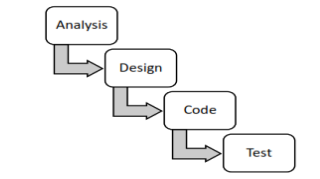 Analysis
Design
Code
Test